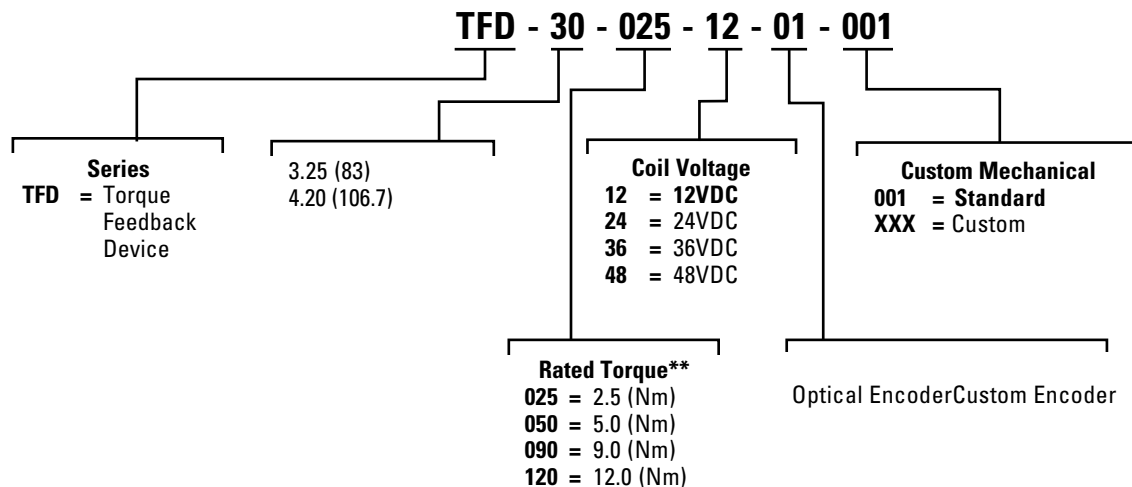 TFD - 30 - 025 - 12 - 01 - 001
Series
TFD = Torque
Feedback
Device
3.25 (83)
4.20 (106.7)
Coil Voltage
12 = 12VDC
24 = 24VDC
36 = 36VDC
48 = 48VDC
Custom Mechanical
001 = Standard
XXX = Custom
Rated Torque**
025 = 2.5 (Nm)
050 = 5.0 (Nm)
090 = 9.0 (Nm)
120 = 12.0 (Nm)
Optical EncoderCustom Encoder